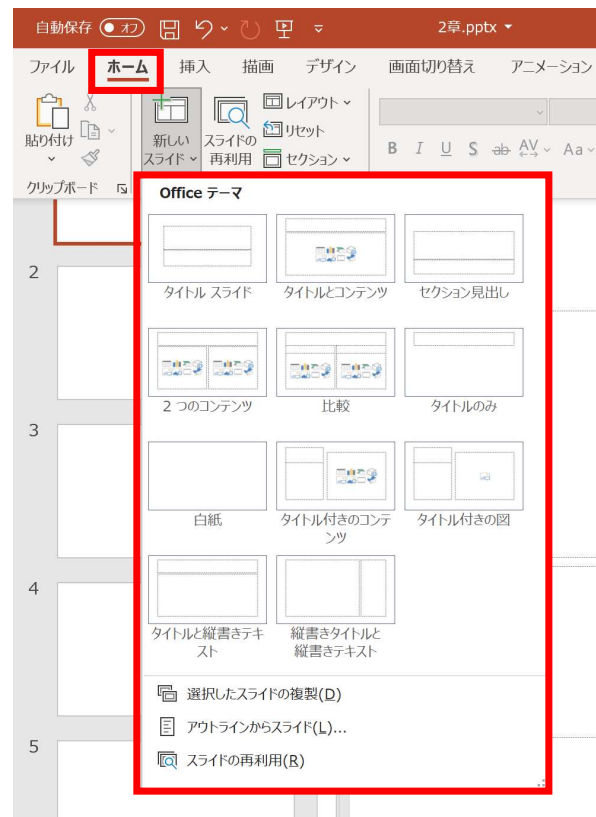 自動保存 オフ 2章.pptx
ファイル ホーム 挿入 描画 デザイン 画面切り替え アニメーション
貼り付け
新しい
スライド
スライドの
再利用
レイアウト
リセット
セクション
B I U S ab AV Aa
クリップボード
Office テーマ
タイトル スライド タイトルとコンテンツ セクション見出し
2
2 つのコンテンツ 比較 タイトルのみ
3
白紙 タイトル付きのコンテ
ンツ
タイトル付きの図
4
タイトルと縦書きテキ
スト
縦書きタイトルと
縦書きテキスト
選択したスライドの複製(D)
アウトラインからスライド(L)...
5
スライドの再利用(R)